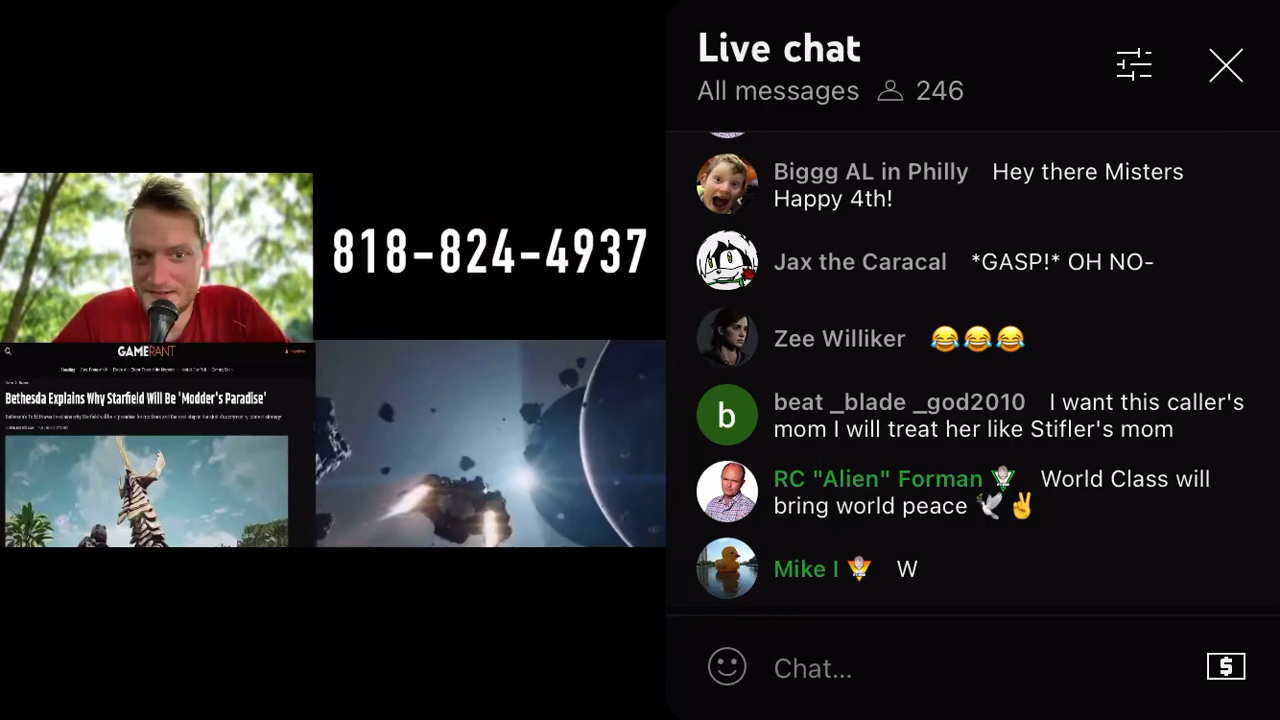 818-824-4937
GAMERANT
Bethesda Explains Why Starfield Will Be 'Modder's Paradise'
Live chat
All messages 246
Bigg AL in Philly Hey there Misters
Happy 4th!
Jax the Caracal *GASP!* OH NO-
Zee Williker 😂😂😂
beat _blade _god2010 I want this caller's
mom I will treat her like Stifler's mom
RC "Alien" Forman World Class will
bring world peace 🕊️✌️
Mike I W
b
Chat...
$